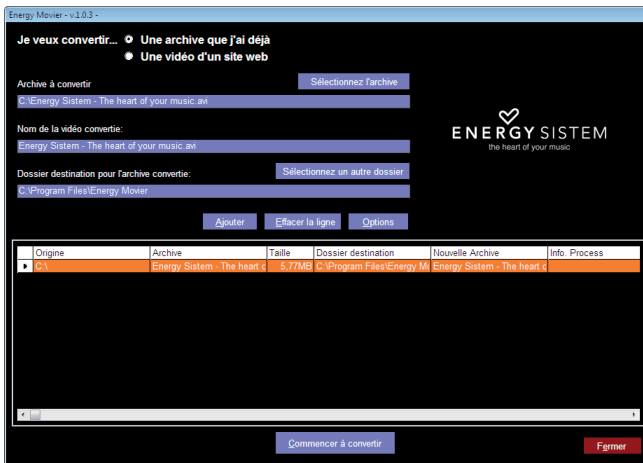 Energy Movier - v.1.0.3 -
Je veux convertir... Une archive que j'ai déjà
Une vidéo d'un site web
Archive à convertir
Sélectionnez l'archive
C:\Energy Sistem - The heart of your music.avi
Nom de la vidéo convertie:
Energy Sistem - The heart of your music.avi
ENERGY SISTEM
the heart of your music
Dossier destination pour l'archive convertie:
Sélectionnez un autre dossier
C:\Program Files\Energy Movier
Ajouter Effacer la ligne Options
Origine Archive Taille Dossier destination Nouvelle Archive Info. Process
C:\ Energy Sistem - The heart c 5,77MB C:\Program Files\Energy Mo Energy Sistem - The heart c
Commencer à convertir
Fermer